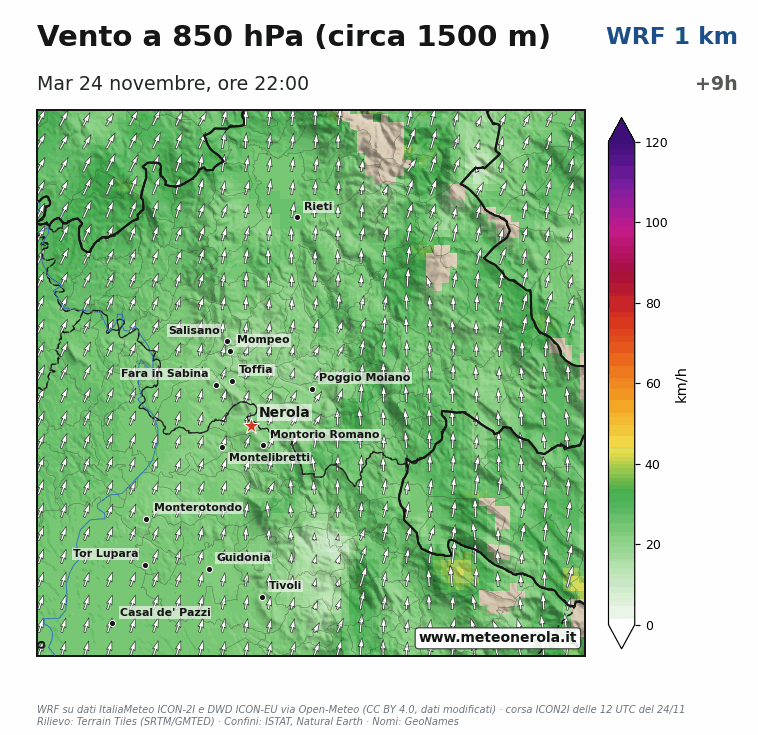 Vento a 850 hPa (circa 1500 m)
WRF 1 km
Mar 24 novembre, ore 22:00
+9h
Rieti
Salisano
Mompeo
Fara in Sabina
Toffia
Poggio Moiano
Nerola
Montorio Romano
Montelibretti
Monterotondo
Tor Lupara
Guidonia
Tivoli
Casal de' Pazzi
www.meteonerola.it
120
100
80
60
40
20
0
km/h
WRF su dati ItaliaMeteo ICON-2I e DWD ICON-EU via Open-Meteo (CC BY 4.0, dati modificati) · corsa ICON2I delle 12 UTC del 24/11
Rilievo: Terrain Tiles (SRTM/GMTED) · Confini: ISTAT, Natural Earth · Nomi: GeoNames